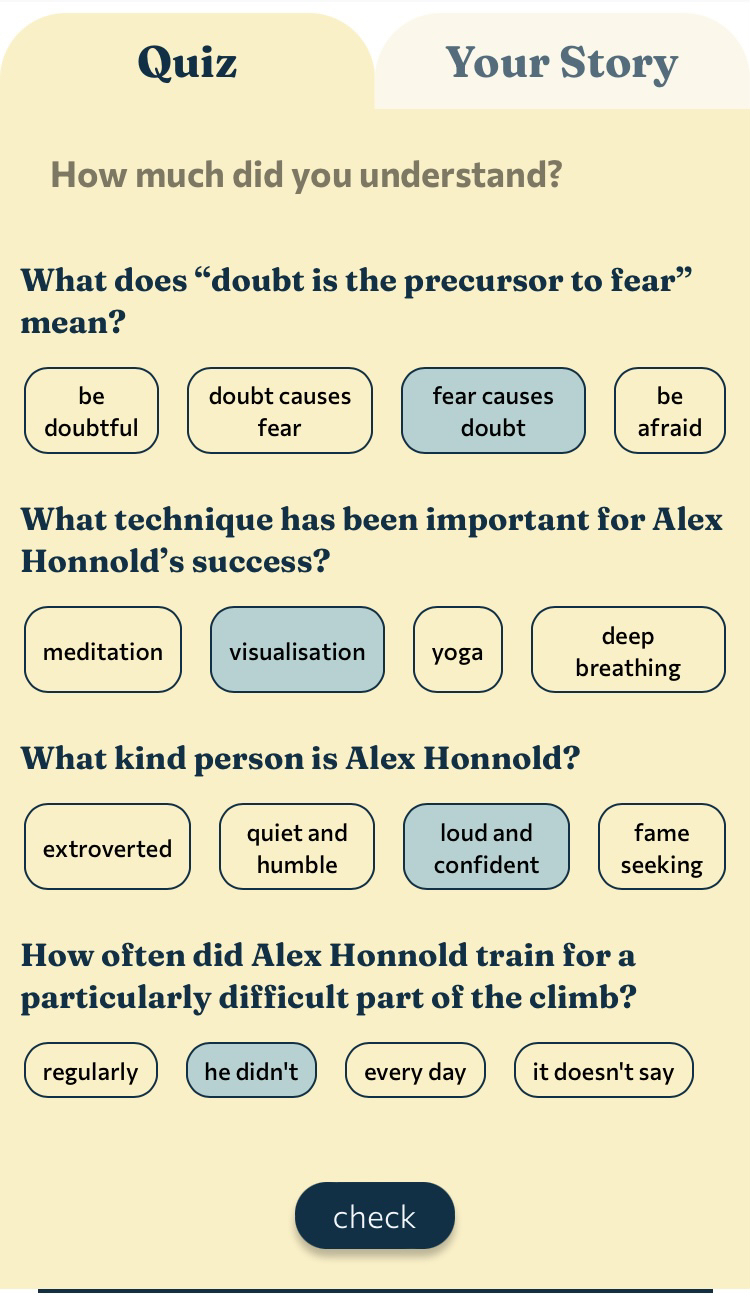 Quiz
Your Story
How much did you understand?
What does “doubt is the precursor to fear”
mean?
be
doubtful
doubt causes
fear
fear causes
doubt
be
afraid
What technique has been important for Alex
Honnold’s success?
meditation
visualisation
yoga
deep
breathing
What kind person is Alex Honnold?
extroverted
quiet and
humble
loud and
confident
fame
seeking
How often did Alex Honnold train for a
particularly difficult part of the climb?
regularly
he didn't
every day
it doesn't say
check